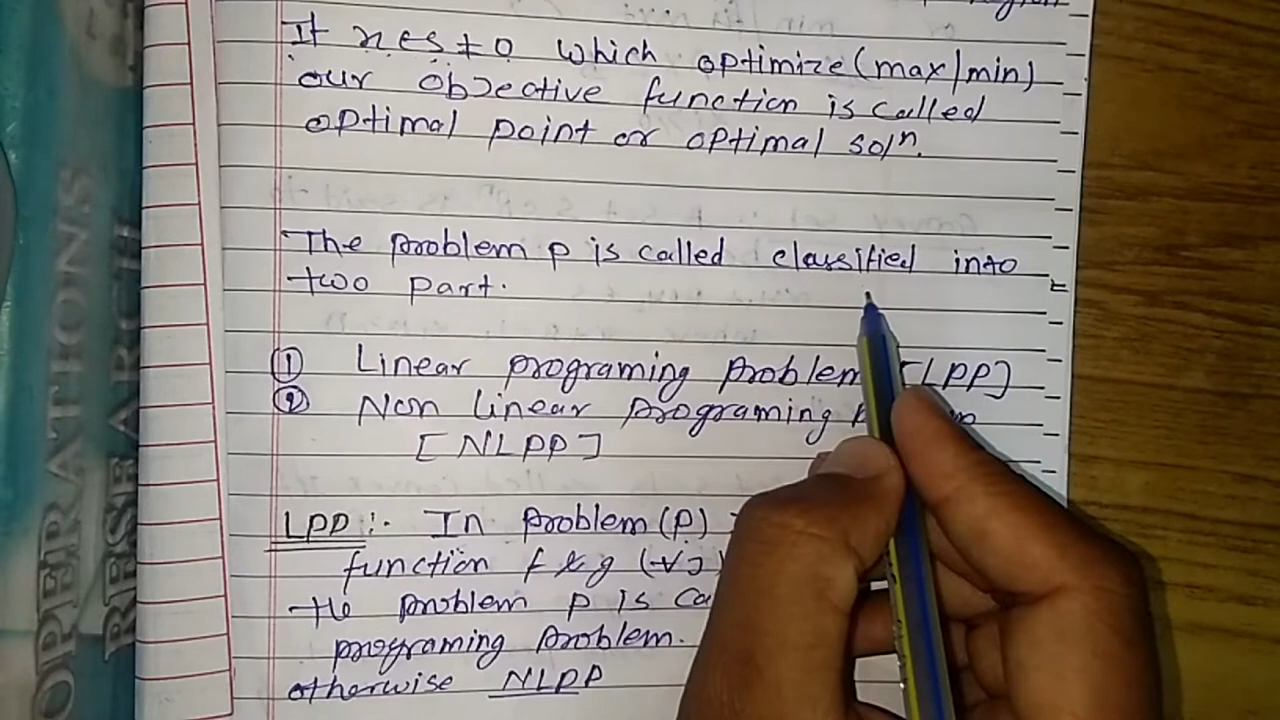 If x ∈ S ≠ 0 which optimize (max/min)
our objective function is called
optimal point or optimal solⁿ.
The problem p is called classified into
two part.
① Linear programing problem [LPP]
② Non linear programing
[NLPP]
LPP :- In problem (P)
function f & g (∀J)
the problem p is
programing problem.
otherwise NLPP
OPERATIONS
RESEARCH